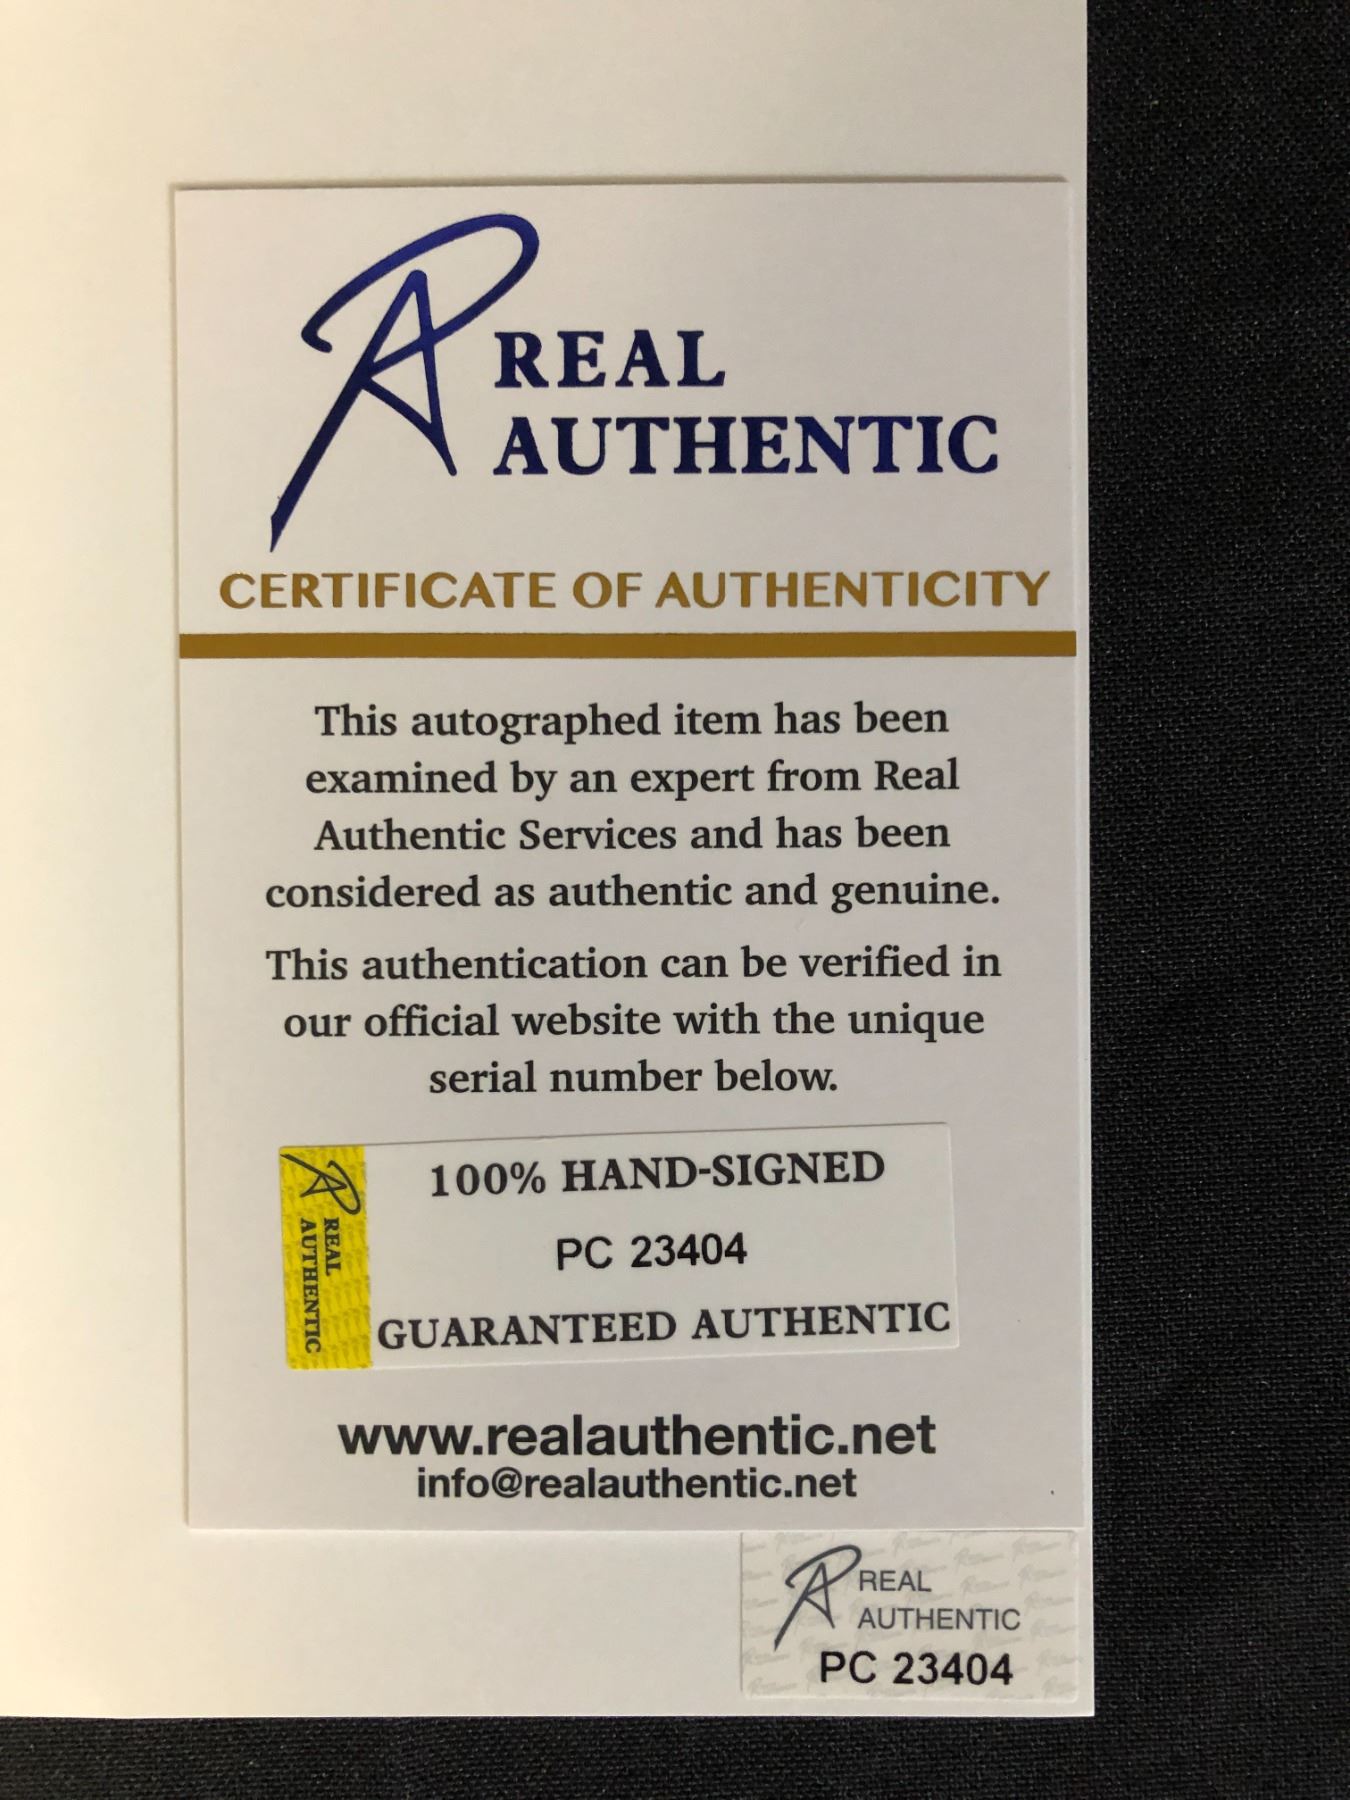 REAL
AUTHENTIC
CERTIFICATE OF AUTHENTICITY
This autographed item has been
examined by an expert from Real
Authentic Services and has been
considered as authentic and genuine.
This authentication can be verified in
our official website with the unique
serial number below.
REAL
AUTHENTIC
100% HAND-SIGNED
PC 23404
GUARANTEED AUTHENTIC
www.realauthentic.net
info@realauthentic.net
REAL
AUTHENTIC
PC 23404